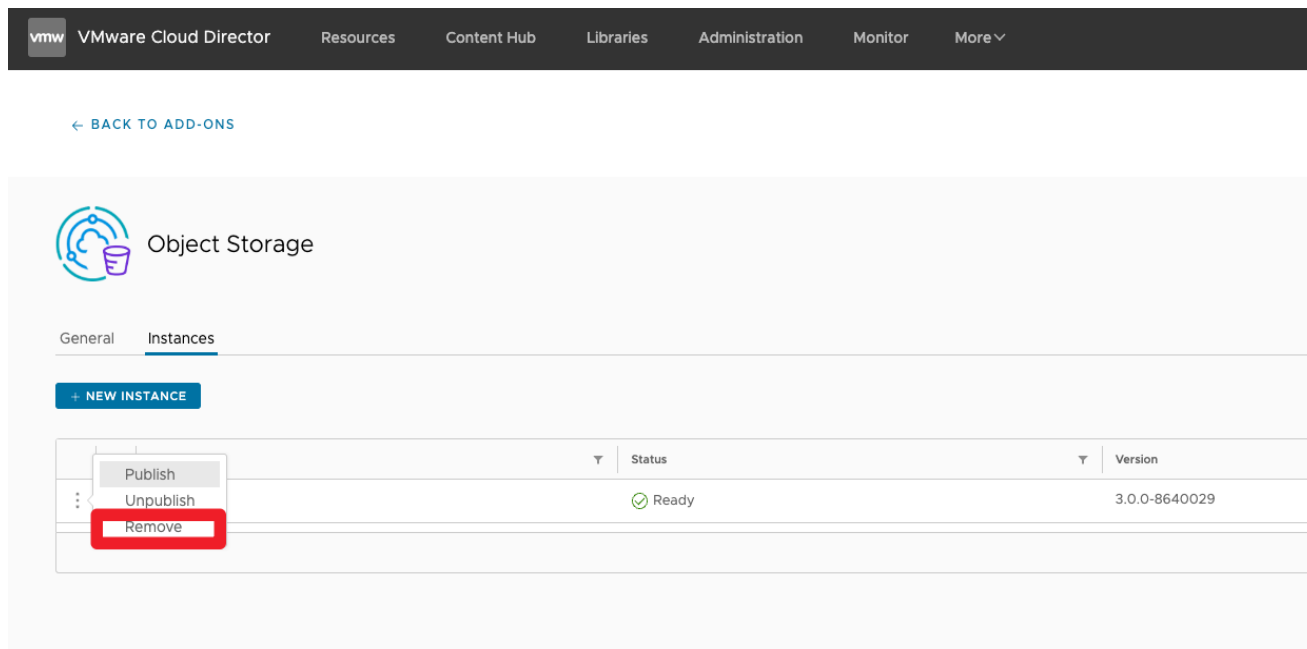 vmw VMware Cloud Director Resources Content Hub Libraries Administration Monitor More
← BACK TO ADD-ONS
Object Storage
General Instances
+ NEW INSTANCE
Status Version
Publish
Unpublish
Remove
Ready 3.0.0-8640029